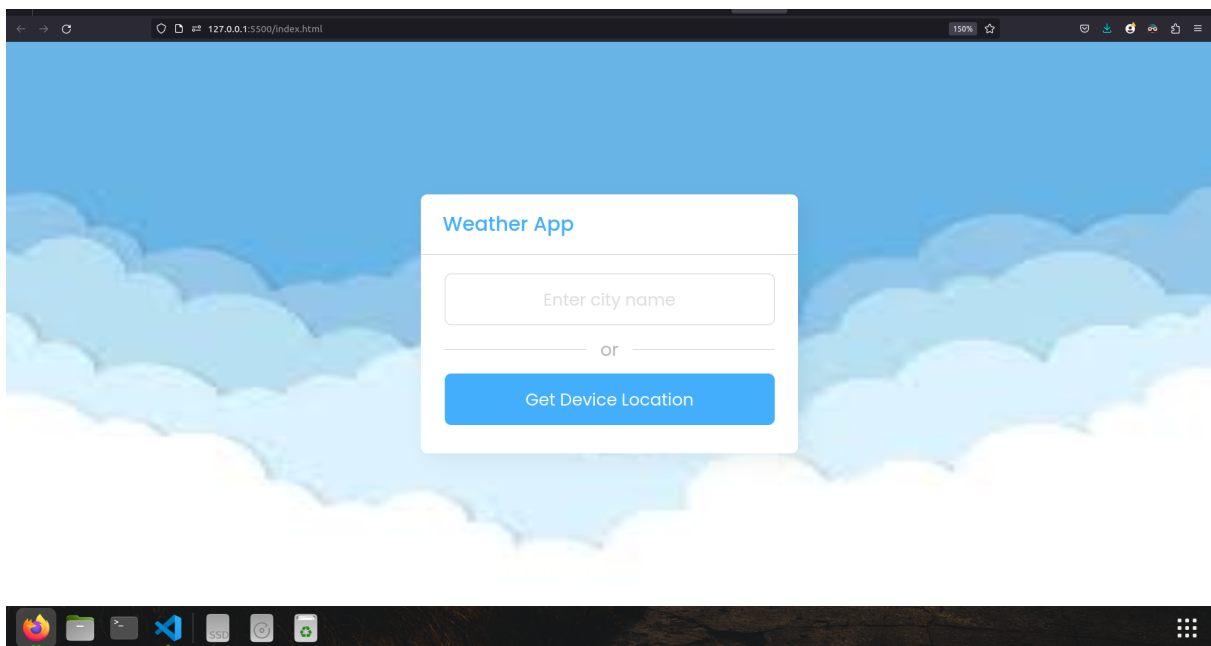 127.0.0.1:5500/index.html
150%
Weather App
Enter city name
or
Get Device Location
>_
SSD